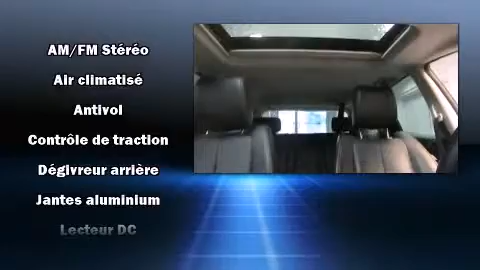 AM/FM Stéréo
Air climatisé
Antivol
Contrôle de traction
Dégivreur arrière
Jantes aluminium
Lecteur DC